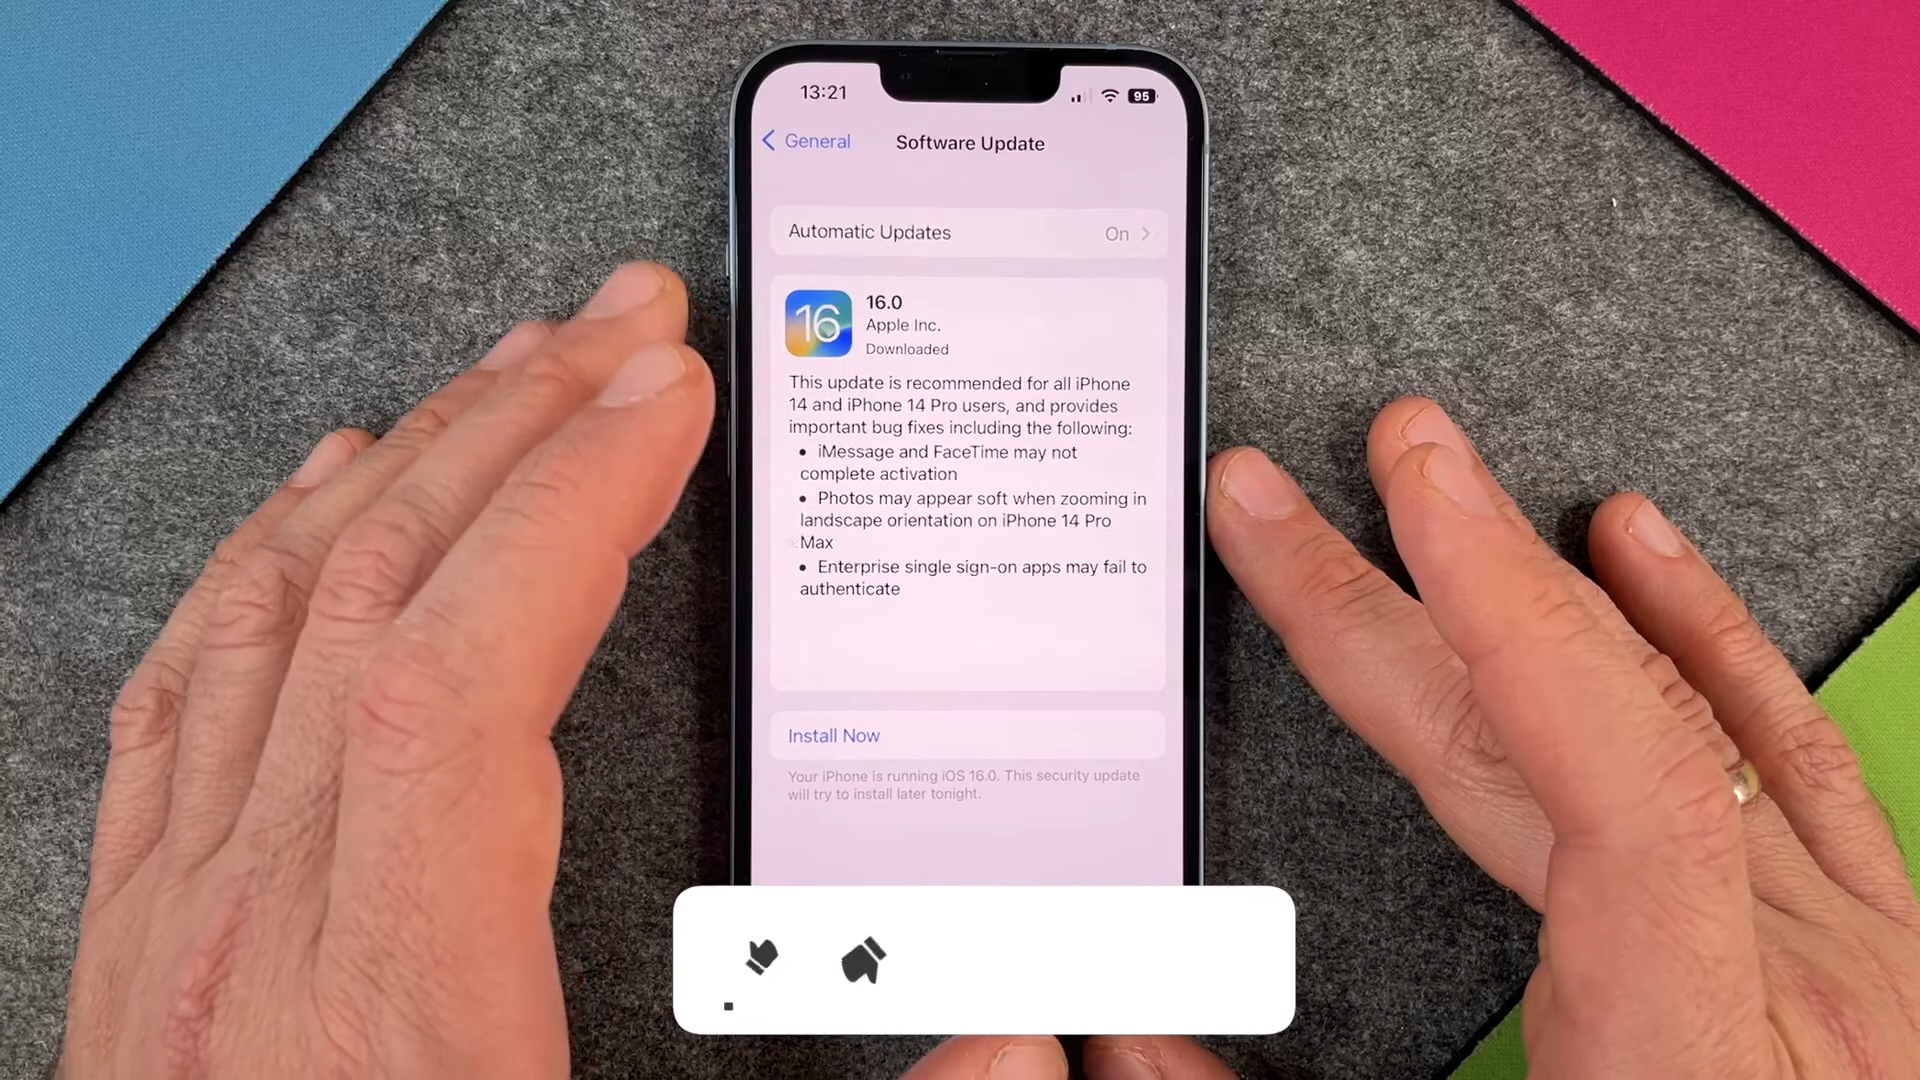 13:21
95
General
Software Update
Automatic Updates
On
16
16.0
Apple Inc.
Downloaded
This update is recommended for all iPhone
14 and iPhone 14 Pro users, and provides
important bug fixes including the following:
• iMessage and FaceTime may not
complete activation
• Photos may appear soft when zooming in
landscape orientation on iPhone 14 Pro
Max
• Enterprise single sign-on apps may fail to
authenticate
Install Now
Your iPhone is running iOS 16.0. This security update
will try to install later tonight.